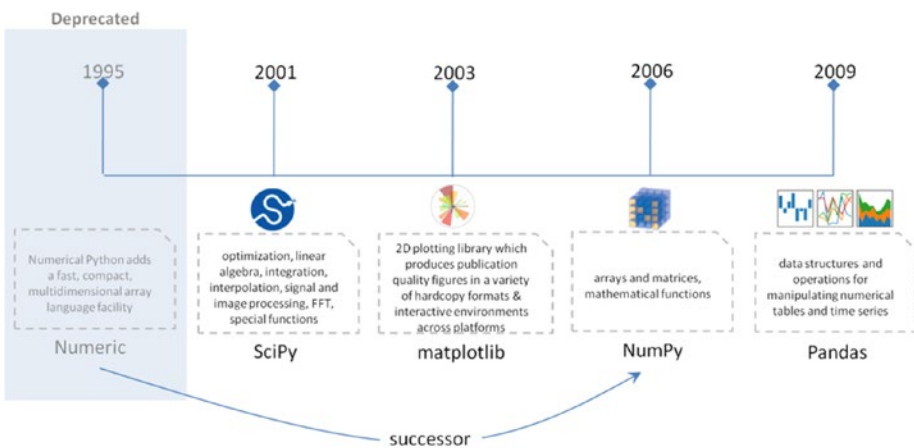 Deprecated
1995
2001
2003
2006
2009
Numerical Python adds
a fast, compact,
multidimensional array
language facility
optimization, linear
algebra, integration,
interpolation, signal and
image processing, FFT,
special functions
2D plotting library which
produces publication
quality figures in a variety
of hardcopy formats &
interactive environments
across platforms
arrays and matrices,
mathematical functions
data structures and
operations for
manipulating numerical
tables and time series
Numeric
SciPy
matplotlib
NumPy
Pandas
successor